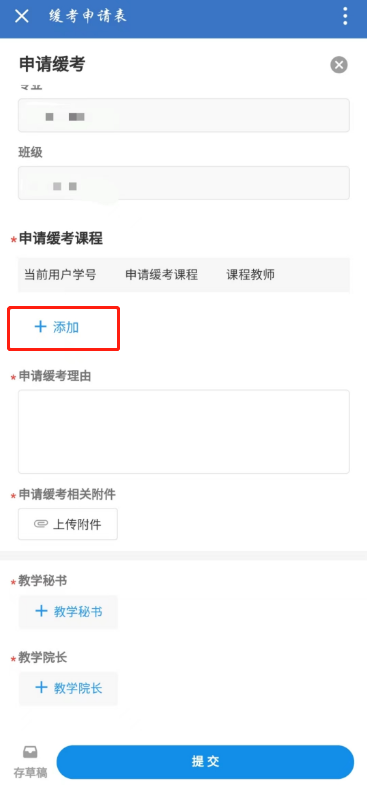 缓考申请表
申请缓考
专业
班级
*申请缓考课程
当前用户学号 申请缓考课程 课程教师
+ 添加
*申请缓考理由
*申请缓考相关附件
上传附件
*教学秘书
+ 教学秘书
*教学院长
+ 教学院长
存草稿
提交